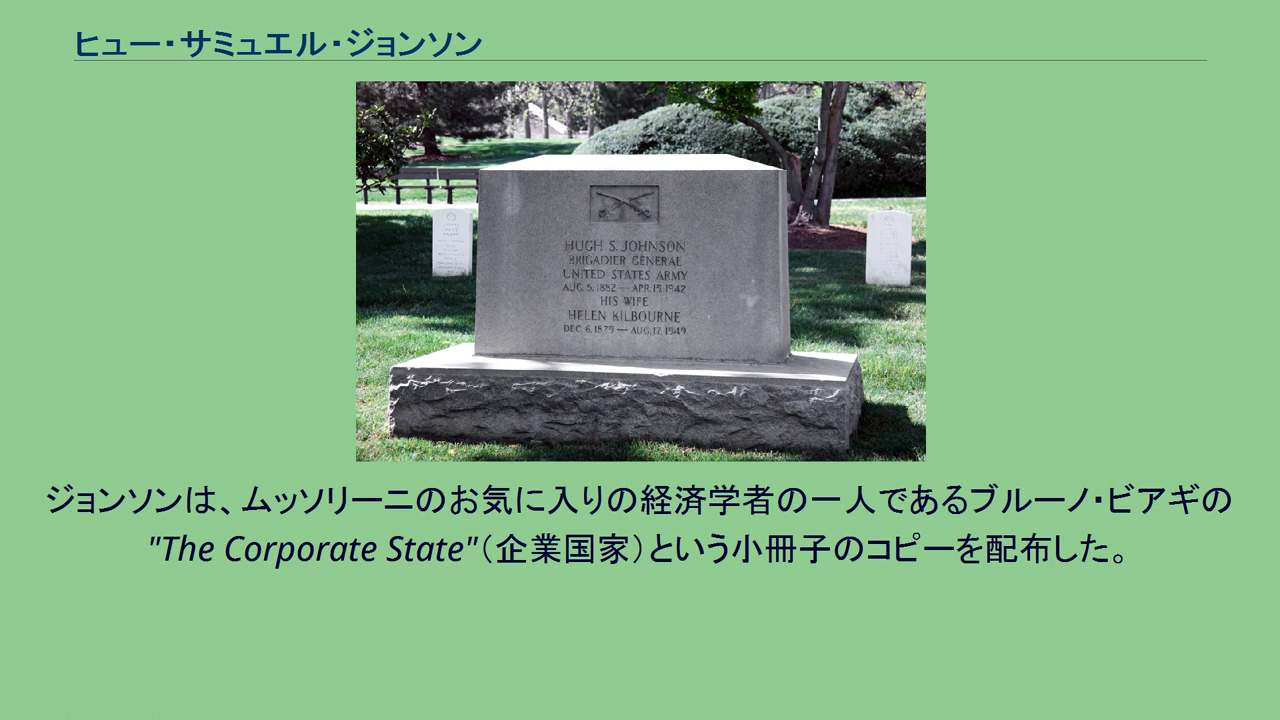 ヒュー・サミュエル・ジョンソン
HUGH S. JOHNSON
BRIGADIER GENERAL
UNITED STATES ARMY
AUG. 5, 1882 — APR. 15, 1942
HIS WIFE
HELEN KILBOURNE
DEC. 6, 1879 — AUG. 17, 1949
ジョンソンは、ムッソリーニのお気に入りの経済学者の一人であるブルーノ・ビアギの
"The Corporate State"（企業国家）という小冊子のコピーを配布した。